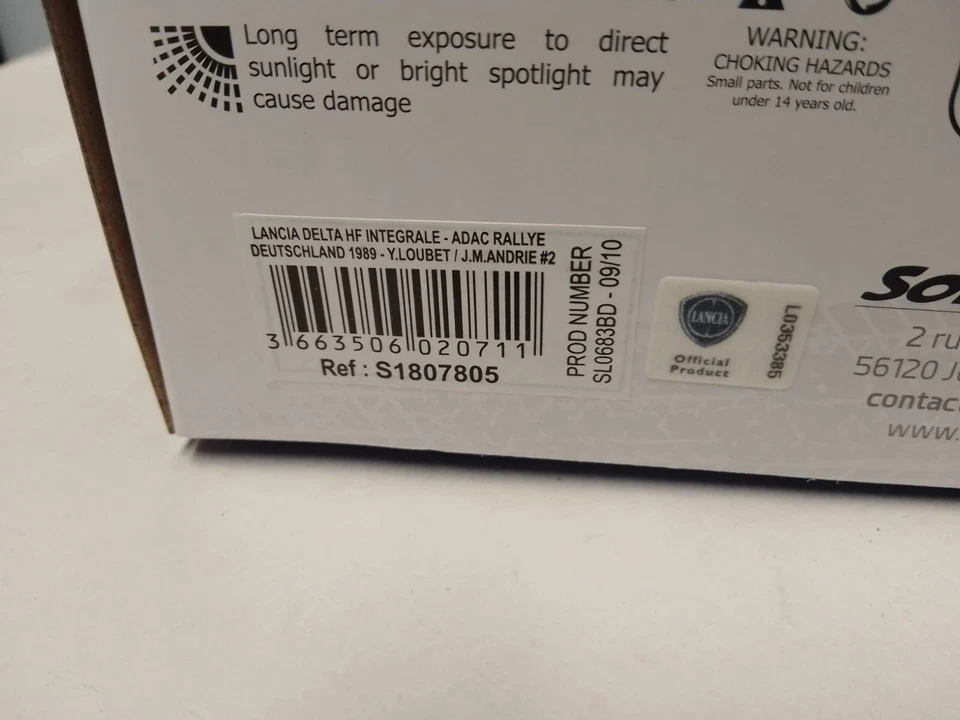 Long term exposure to direct
sunlight or bright spotlight may
cause damage
WARNING:
CHOKING HAZARDS
Small parts. Not for children
under 14 years old.
LANCIA DELTA HF INTEGRALE - ADAC RALLYE
DEUTSCHLAND 1989 - Y.LOUBET / J.M.ANDRIE #2
3 663506 020711
Ref : S1807805
PROD NUMBER
SL0683BD - 09/10
LANCIA
Official
Product
L0353385
2 ru
56120 J
contac
www.